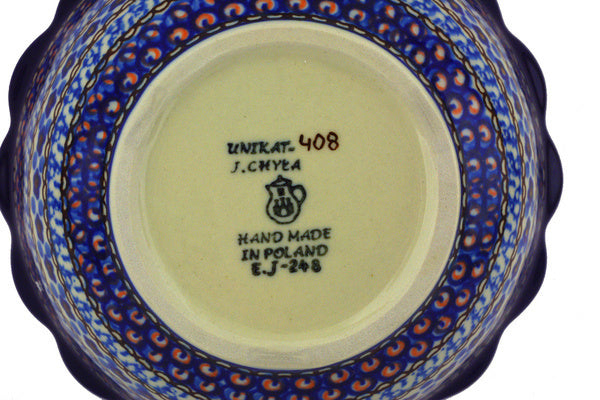 UNIKAT-408
J.CHYŁA
HAND MADE
IN POLAND
E.J-248